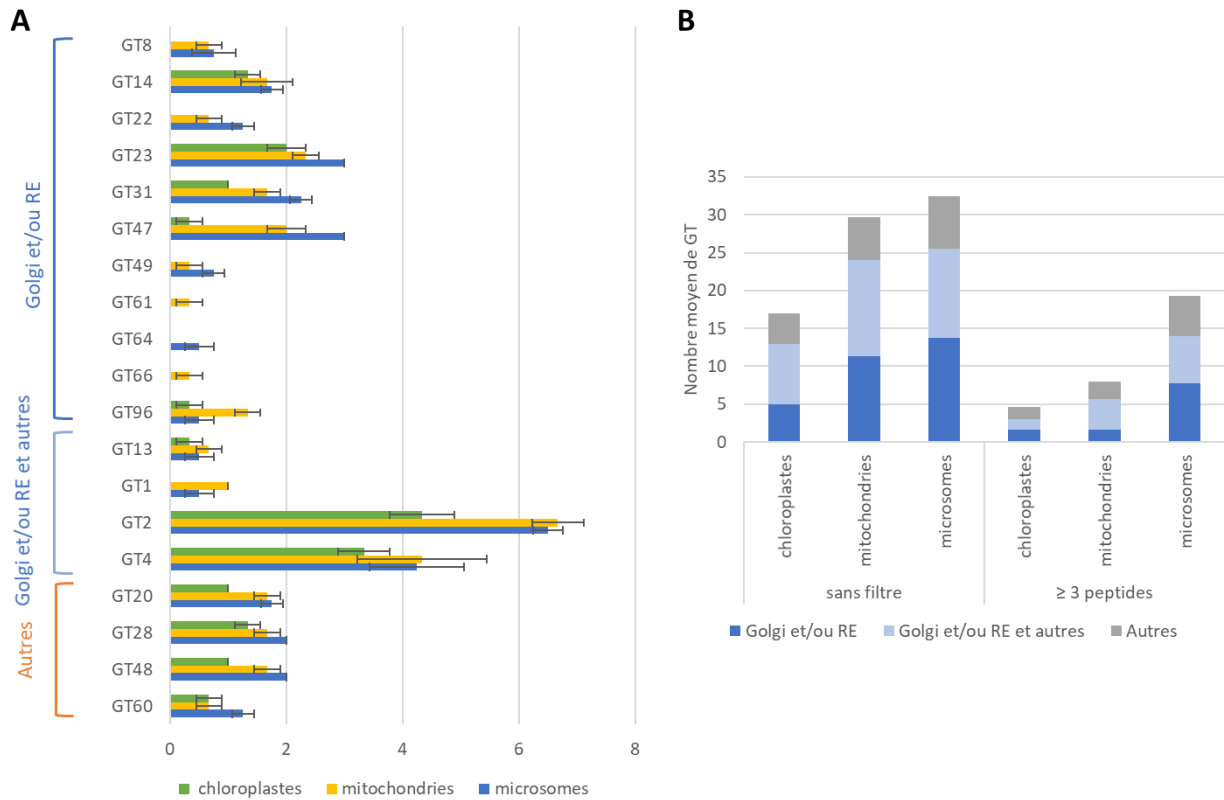 A
Golgi et/ou RE
Golgi et/ou RE et autres
Autres
GT8
GT14
GT22
GT23
GT31
GT47
GT49
GT61
GT64
GT66
GT96
GT13
GT1
GT2
GT4
GT20
GT28
GT48
GT60
0 2 4 6 8
chloroplastes mitochondries microsomes
B
Nombre moyen de GT
35
30
25
20
15
10
5
0
chloroplastes
mitochondries
microsomes
chloroplastes
mitochondries
microsomes
sans filtre ≥ 3 peptides
Golgi et/ou RE Golgi et/ou RE et autres Autres